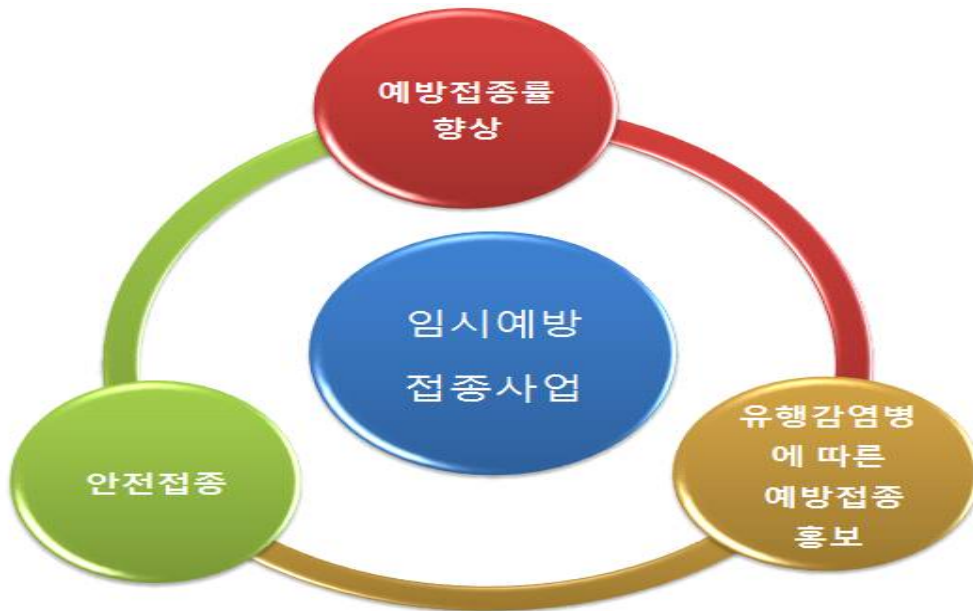 예방접종률
향상
임시예방
접종사업
안전접종
유행감염병
에 따른
예방접종
홍보